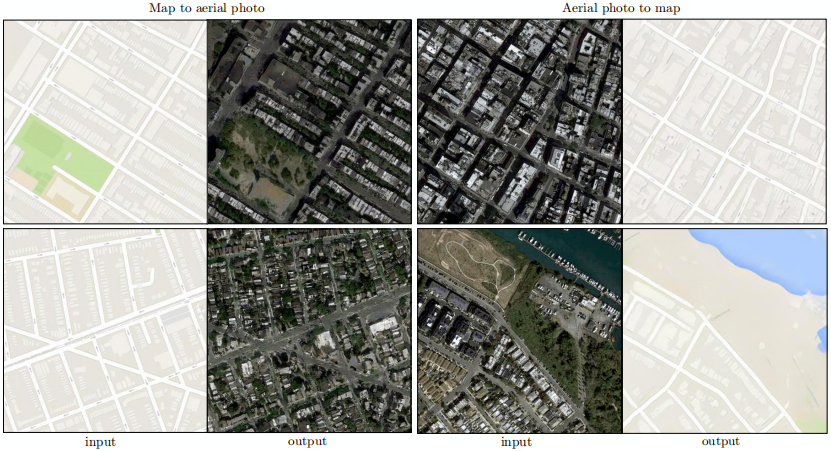 Map to aerial photo
Aerial photo to map
input
output
input
output